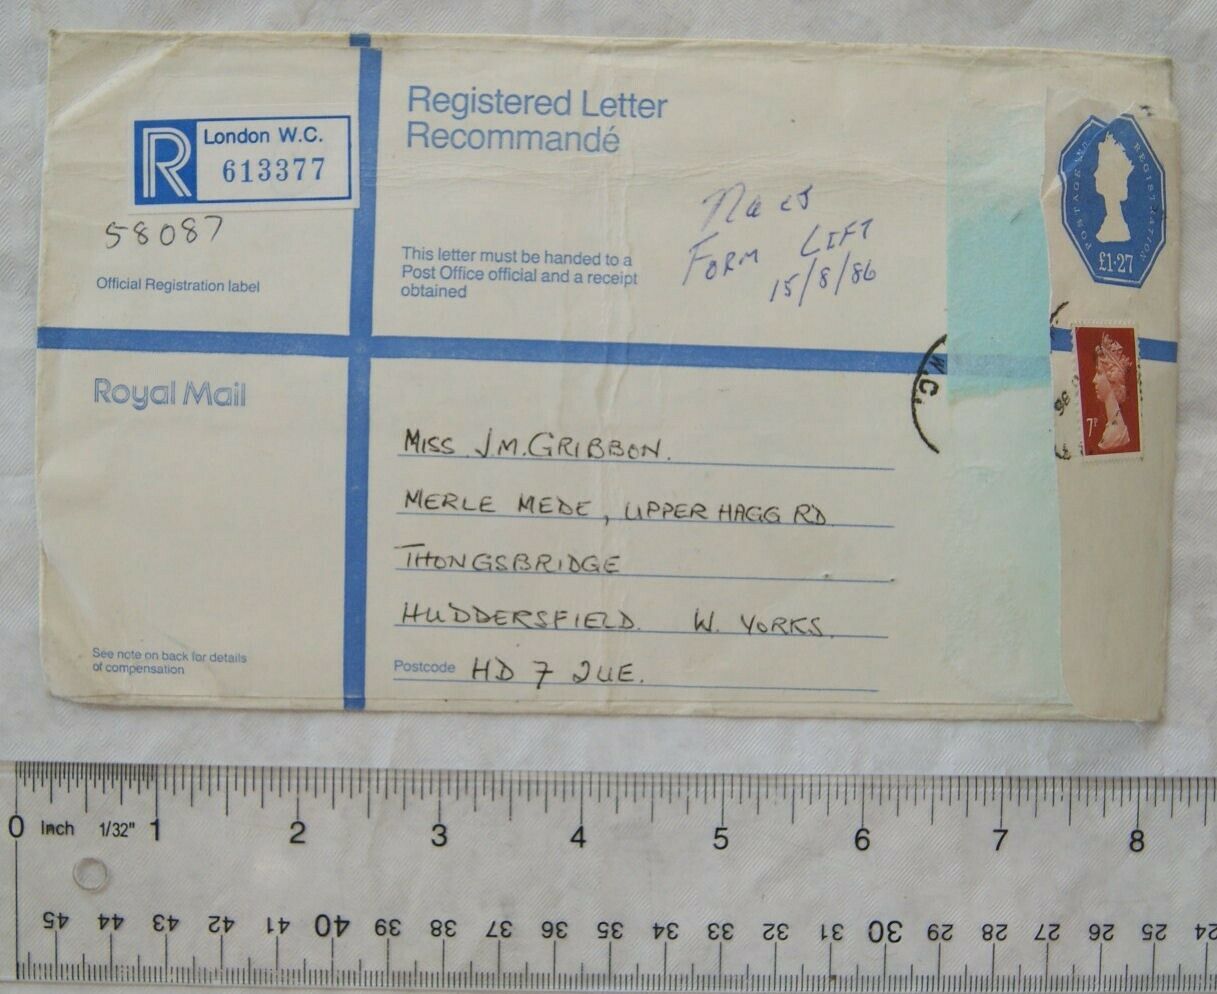 Registered Letter
Recommandé
R London W.C.
613377
58087
Official Registration label
This letter must be handed to a
Post Office official and a receipt
obtained
FORM LIFT
15/8/86
POSTAGE AND REGISTRATION
£1·27
7P
W.C.
86
Royal Mail
MISS J.M. GRIBBON.
MERLE MEDE, UPPER HAGG RD.
THONGSBRIDGE
HUDDERSFIELD. W. YORKS.
Postcode HD 7 2UE.
See note on back for details
of compensation
0 Inch 1/32" 1 2 3 4 5 6 7 8
45 44 43 42 41 40 39 38 37 36 35 34 33 32 31 30 29 28 27 26 25 24